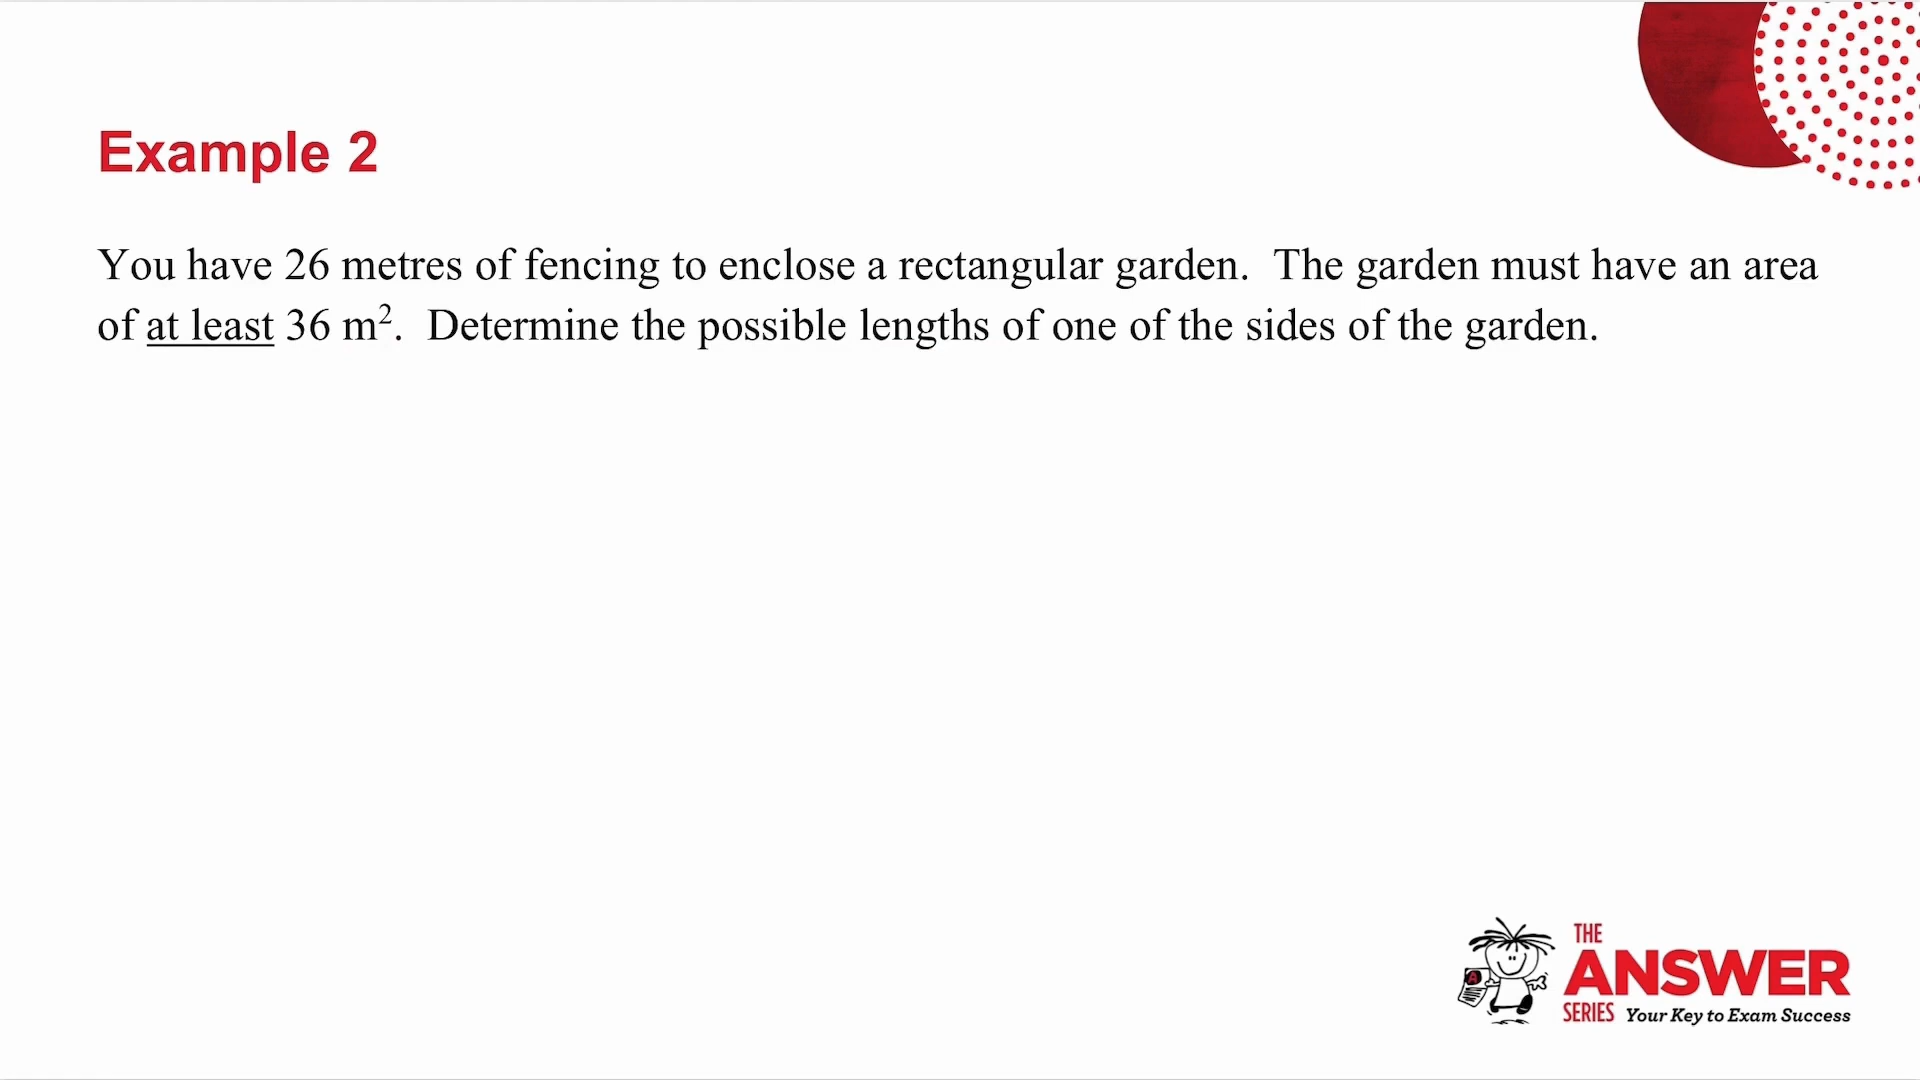 Example 2
You have 26 metres of fencing to enclose a rectangular garden. The garden must have an area
of at least 36 m². Determine the possible lengths of one of the sides of the garden.
THE
ANSWER
SERIES Your Key to Exam Success